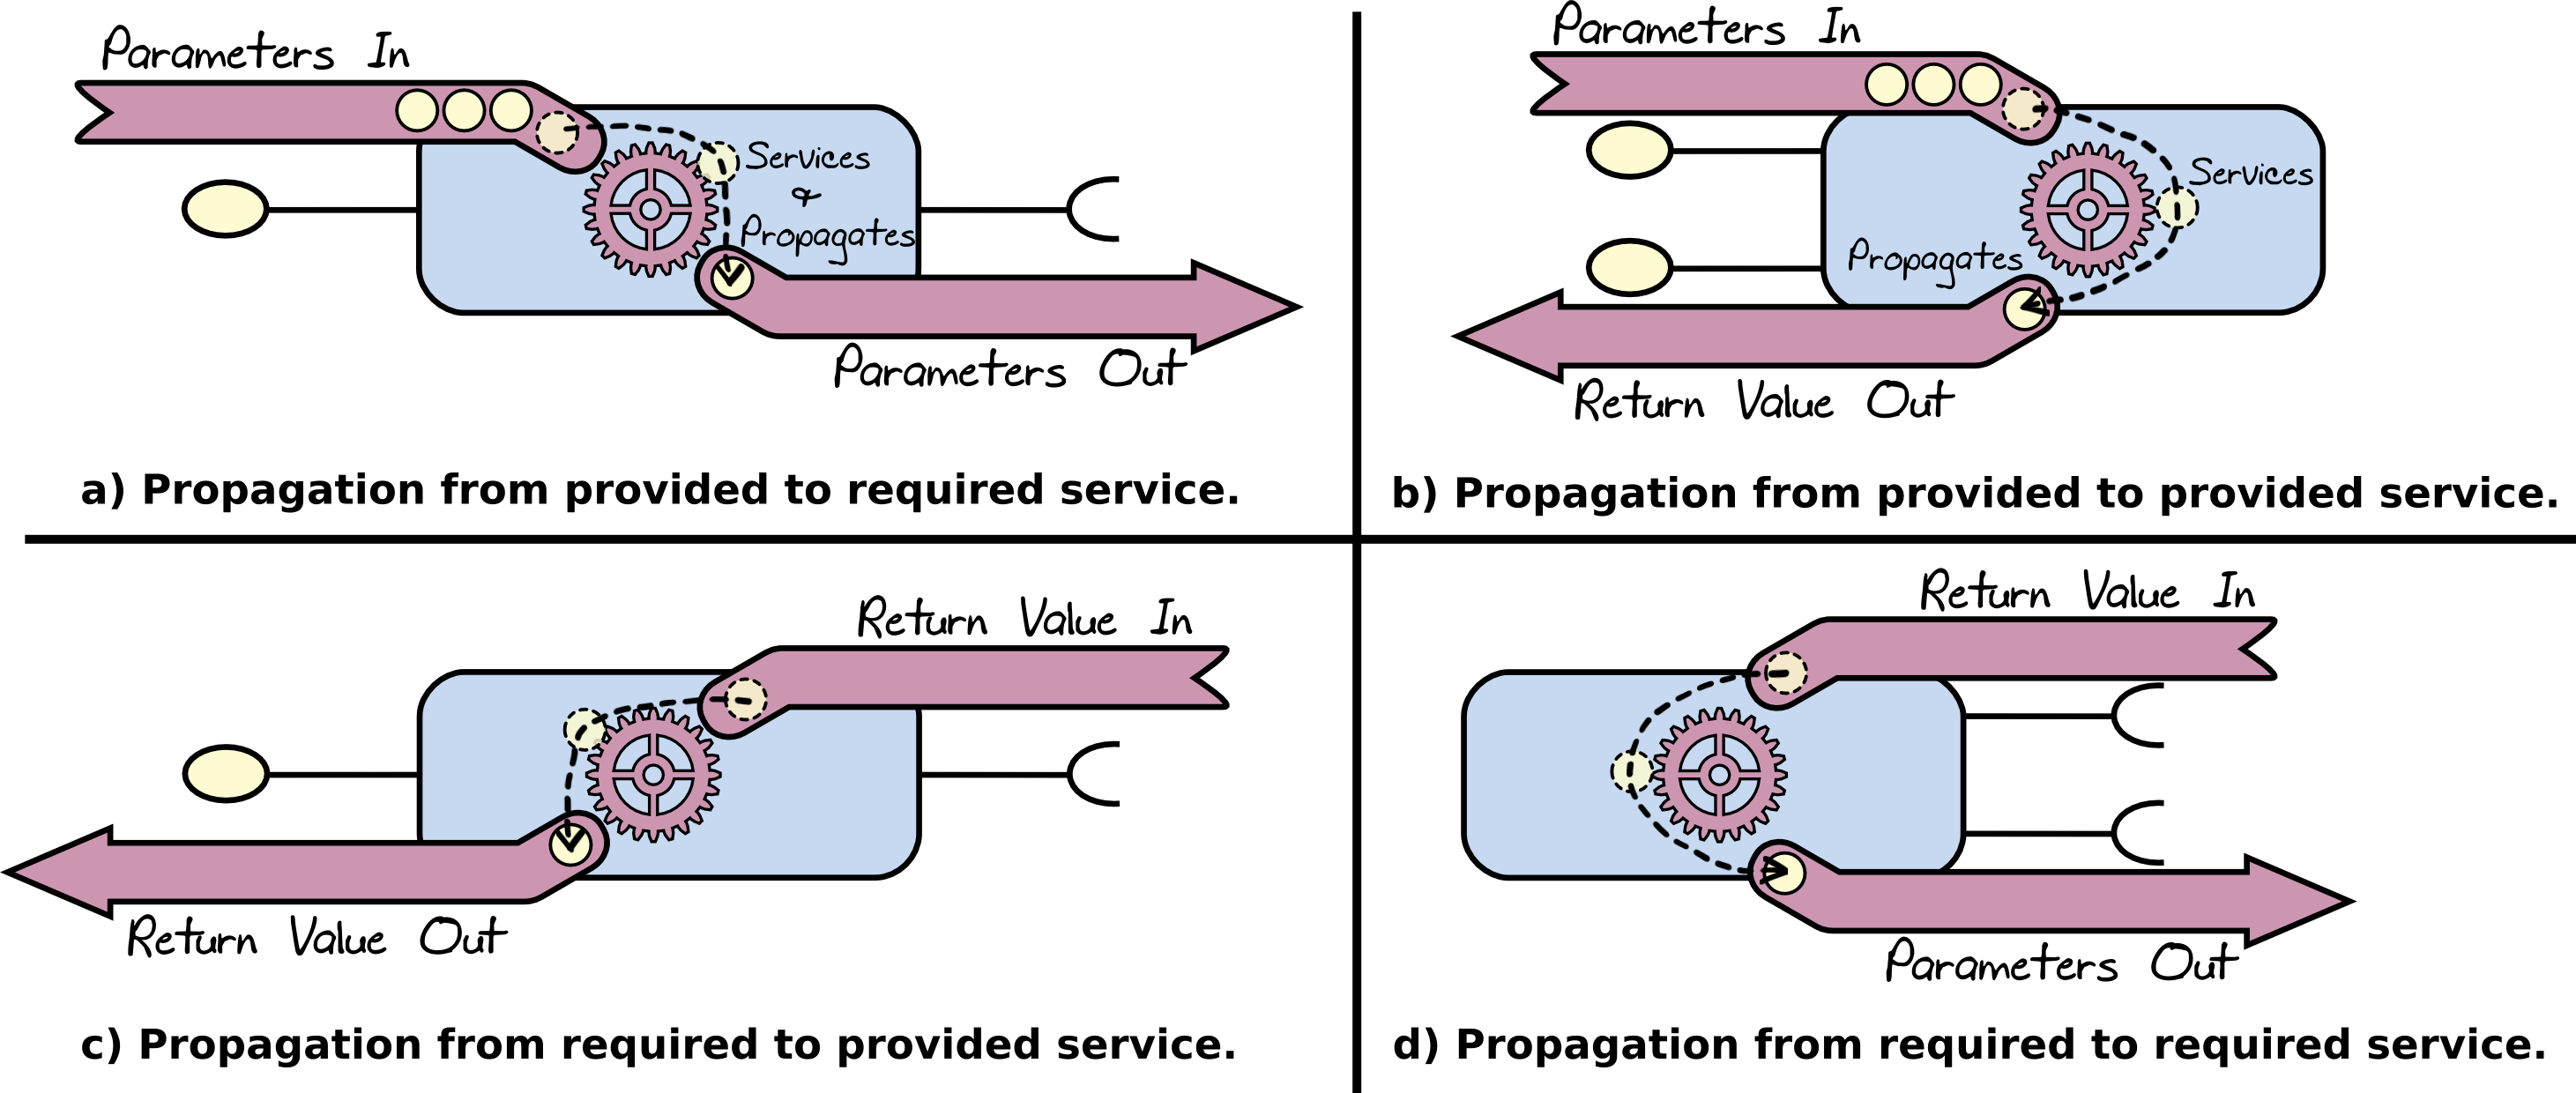 Parameters In
Services
&
Propagates
Parameters Out
a) Propagation from provided to required service.
Parameters In
Services
Propagates
Return Value Out
b) Propagation from provided to provided service.
Return Value In
Return Value Out
c) Propagation from required to provided service.
Return Value In
Parameters Out
d) Propagation from required to required service.